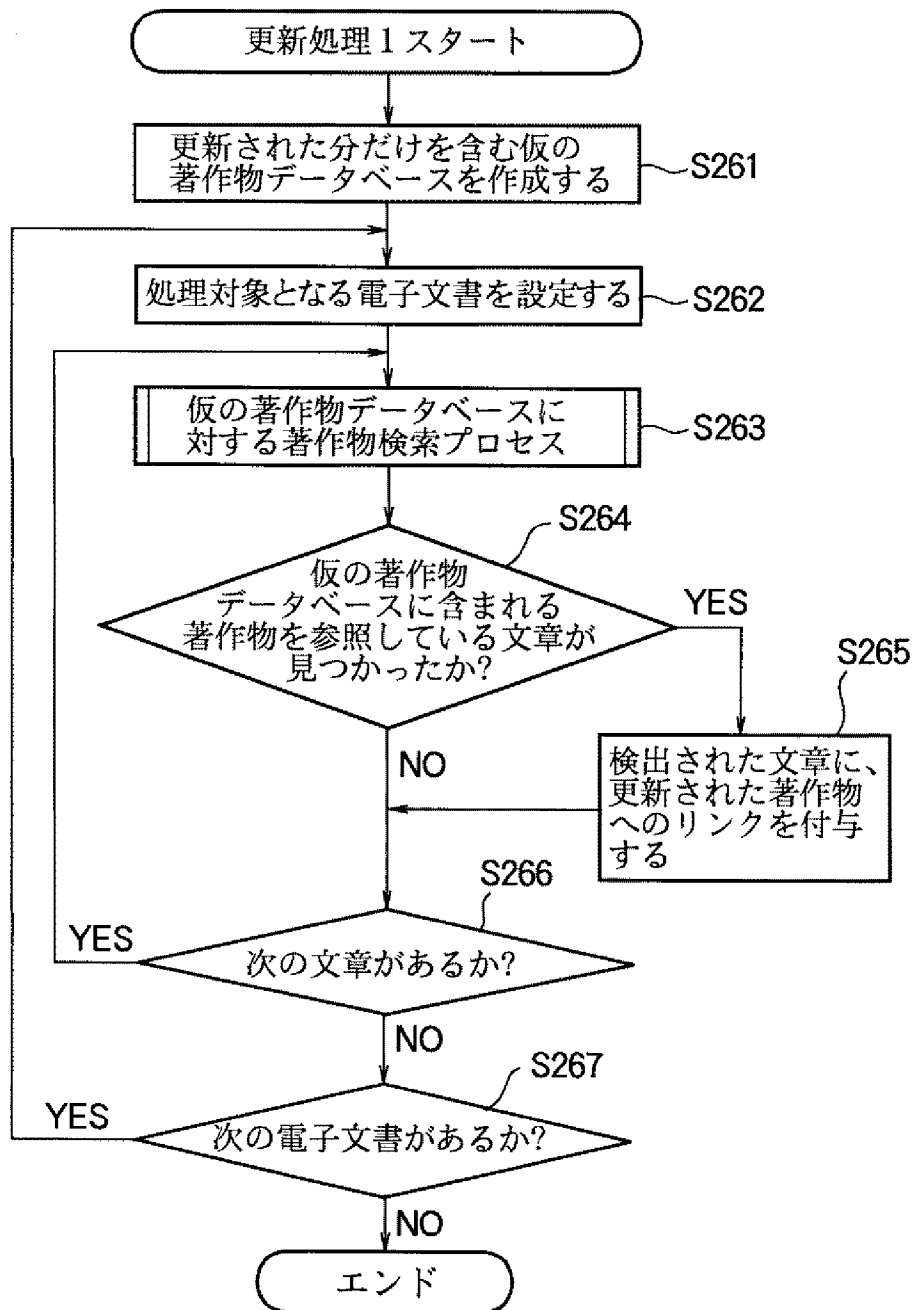 更新処理1スタート
更新された分だけを含む仮の
著作物データベースを作成する
S261
処理対象となる電子文書を設定する
S262
仮の著作物データベースに
対する著作物検索プロセス
S263
S264
仮の著作物
データベースに含まれる
著作物を参照している文章が
見つかったか?
YES
S265
検出された文章に、
更新された著作物
へのリンクを付与
する
NO
S266
YES
次の文章があるか?
NO
S267
YES
次の電子文書があるか?
NO
エンド